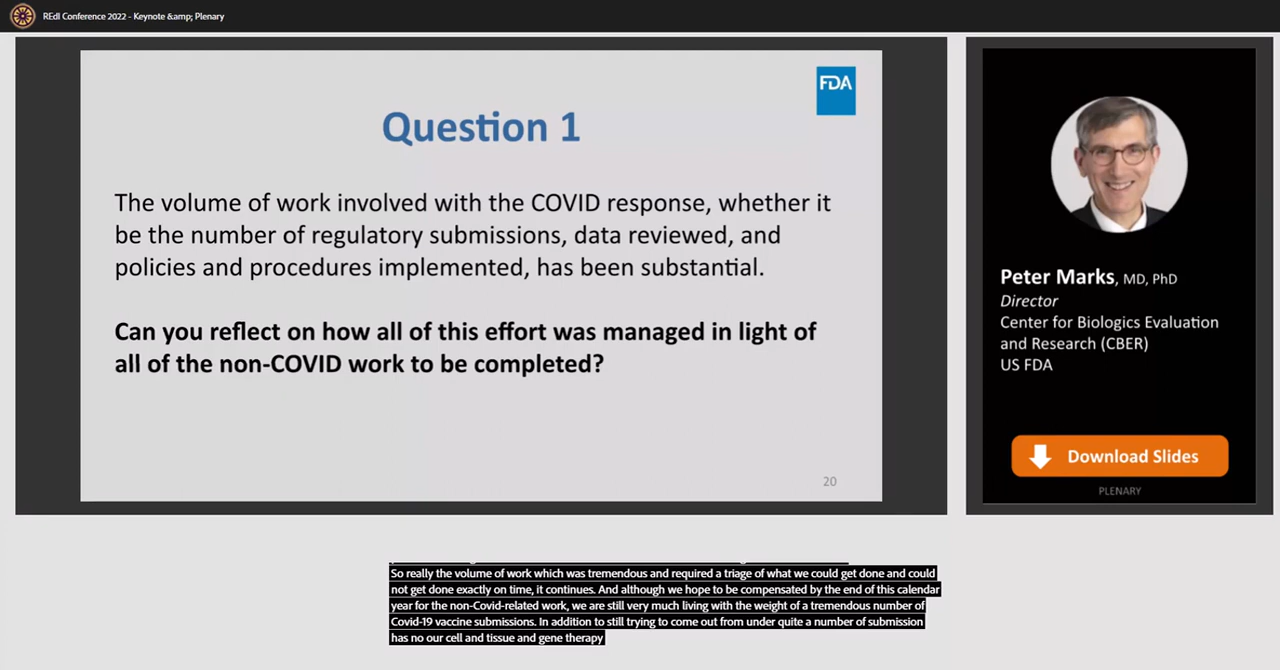 REdI Conference 2022 - Keynote &amp; Plenary
FDA
Question 1
The volume of work involved with the COVID response, whether it
be the number of regulatory submissions, data reviewed, and
policies and procedures implemented, has been substantial.
Can you reflect on how all of this effort was managed in light of
all of the non-COVID work to be completed?
20
Peter Marks, MD, PhD
Director
Center for Biologics Evaluation
and Research (CBER)
US FDA
Download Slides
PLENARY
So really the volume of work which was tremendous and required a triage of what we could get done and could
not get done exactly on time, it continues. And although we hope to be compensated by the end of this calendar
year for the non-Covid-related work, we are still very much living with the weight of a tremendous number of
Covid-19 vaccine submissions. In addition to still trying to come out from under quite a number of submission
has no our cell and tissue and gene therapy